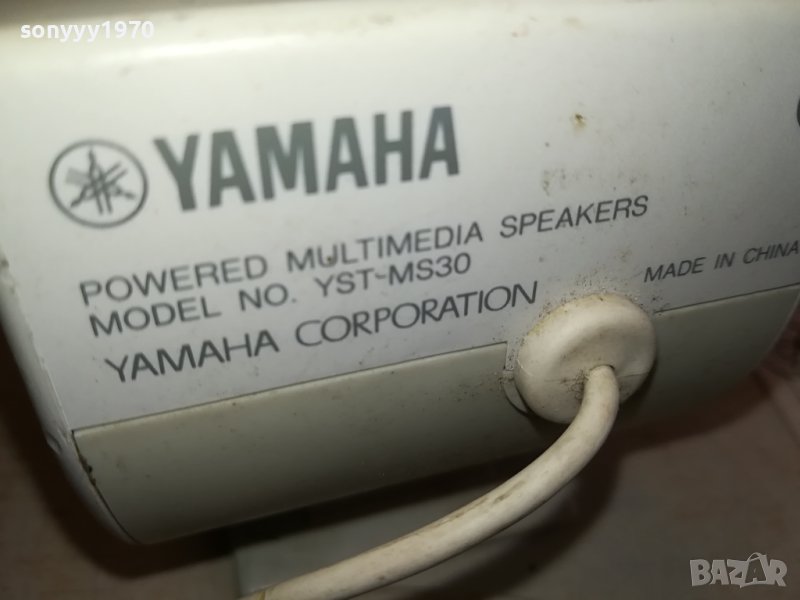 sonyyy1970
YAMAHA
POWERED MULTIMEDIA SPEAKERS
MODEL NO. YST-MS30
YAMAHA CORPORATION
MADE IN CHINA
BAZAR